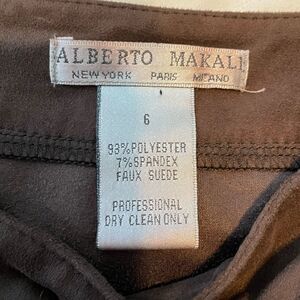 ALBERTO MAKALI
NEW YORK PARIS MILANO
6
93% POLYESTER
7% SPANDEX
FAUX SUEDE
PROFESSIONAL
DRY CLEAN ONLY